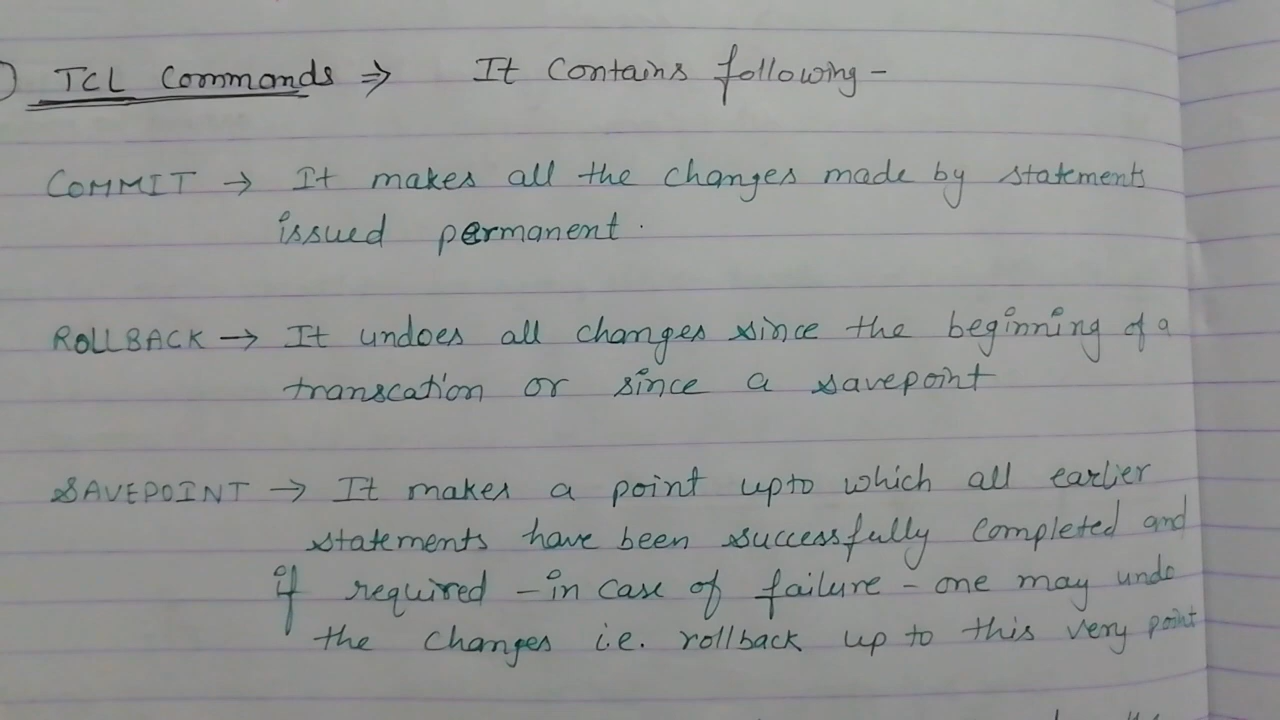 ) TCL Commands ⇒ It Contains following -
COMMIT → It makes all the changes made by statements
issued permanent.
ROLLBACK → It undoes all changes since the beginning of a
transcation or since a savepoint
SAVEPOINT → It makes a point upto which all earlier
statements have been successfully completed and
if required - in case of failure - one may undo
the changes i.e. rollback up to this very point